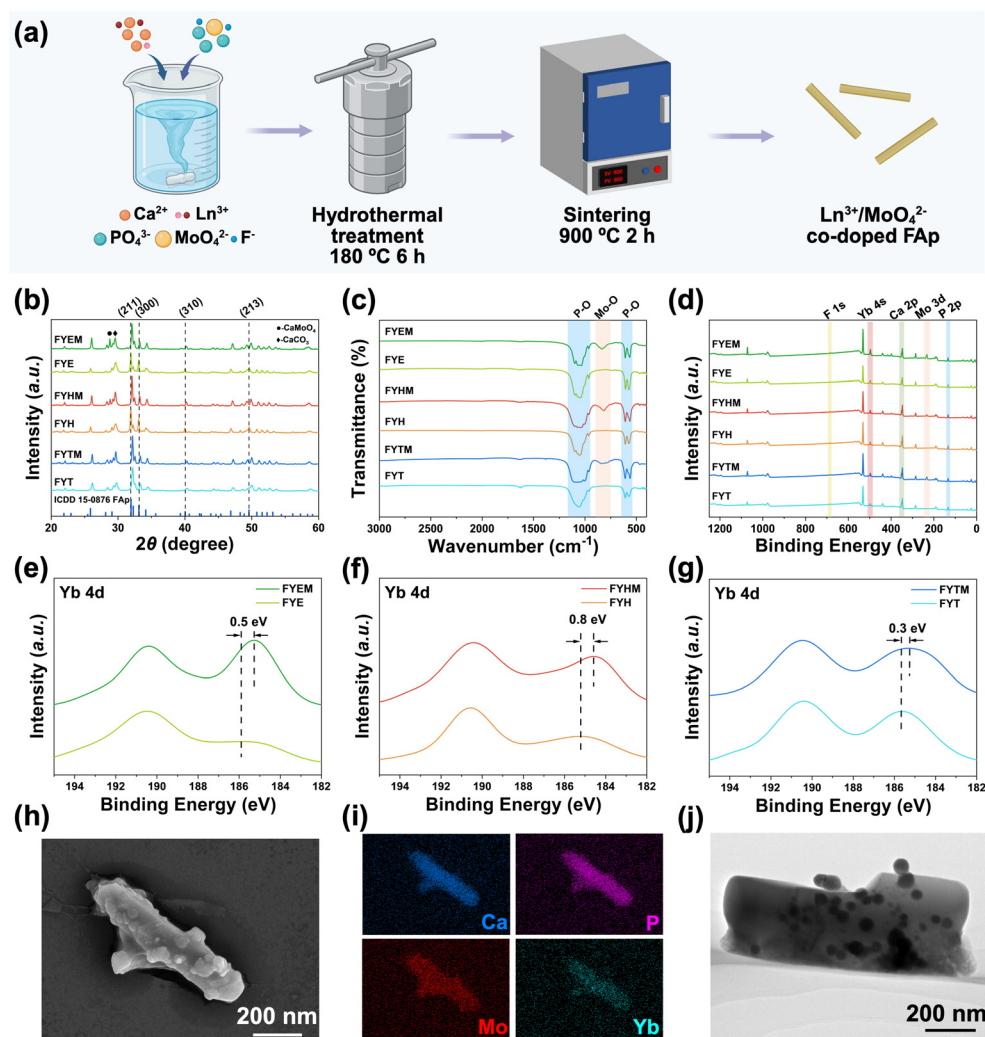 (a)
SV 900
PV 900
Ca²⁺ Ln³⁺
PO₄³⁻ MoO₄²⁻ F⁻
Hydrothermal
treatment
180 ºC 6 h
Sintering
900 ºC 2 h
Ln³⁺/MoO₄²⁻
co-doped FAp
(b)
(211)
(300)
(310)
(213)
●-CaMoO₄
♦-CaCO₃
FYEM
FYE
FYHM
FYH
FYTM
FYT
ICDD 15-0876 FAp
Intensity (a.u.)
20 30 40 50 60
2θ (degree)
(c)
P-O Mo-O P-O
FYEM
FYE
FYHM
FYH
FYTM
FYT
Transmittance (%)
3000 2500 2000 1500 1000 500
Wavenumber (cm⁻¹)
(d)
F 1s
Yb 4s
Ca 2p
Mo 3d
P 2p
FYEM
FYE
FYHM
FYH
FYTM
FYT
Intensity (a.u.)
1200 1000 800 600 400 200 0
Binding Energy (eV)
(e)
Yb 4d
FYEM
FYE
0.5 eV
Intensity (a.u.)
194 192 190 188 186 184 182
Binding Energy (eV)
(f)
Yb 4d
FYHM
FYH
0.8 eV
Intensity (a.u.)
194 192 190 188 186 184 182
Binding Energy (eV)
(g)
Yb 4d
FYTM
FYT
0.3 eV
Intensity (a.u.)
194 192 190 188 186 184 182
Binding Energy (eV)
(h)
200 nm
(i)
Ca
P
Mo
Yb
(j)
200 nm